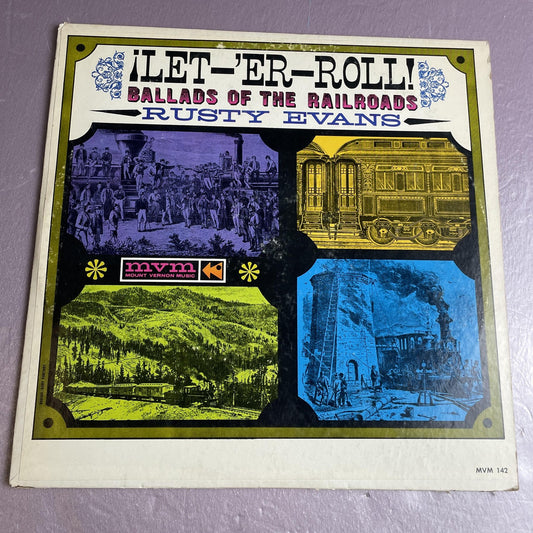 ¡LET-'ER-ROLL!
BALLADS OF THE RAILROADS
RUSTY EVANS
mvm
MOUNT VERNON MUSIC
MVM 142